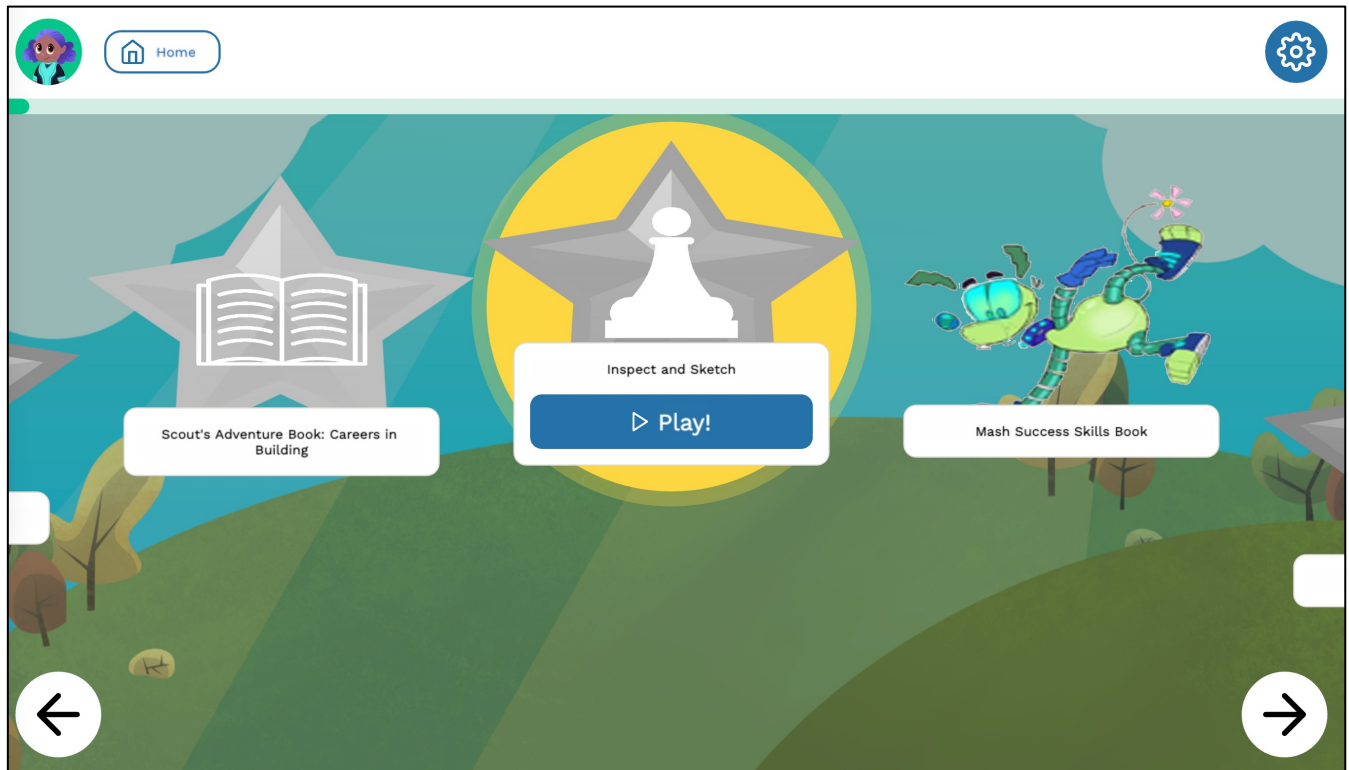 Home
Scout's Adventure Book: Careers in
Building
Inspect and Sketch
Play!
Mash Success Skills Book